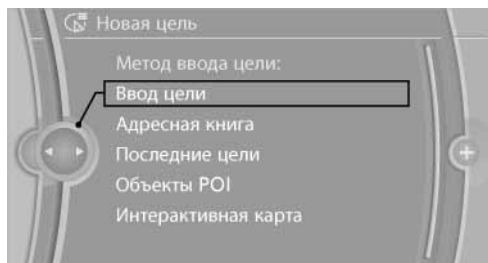 Новая цель
Метод ввода цели:
Ввод цели
Адресная книга
Последние цели
Объекты POI
Интерактивная карта